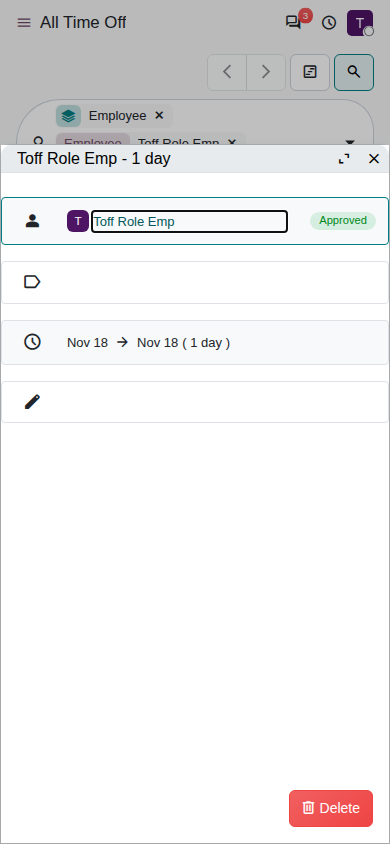 All Time Off
3
T
Employee ×
Employee Toff Role Emp ×
Toff Role Emp - 1 day
T Toff Role Emp Approved
Nov 18 → Nov 18 ( 1 day )
Delete